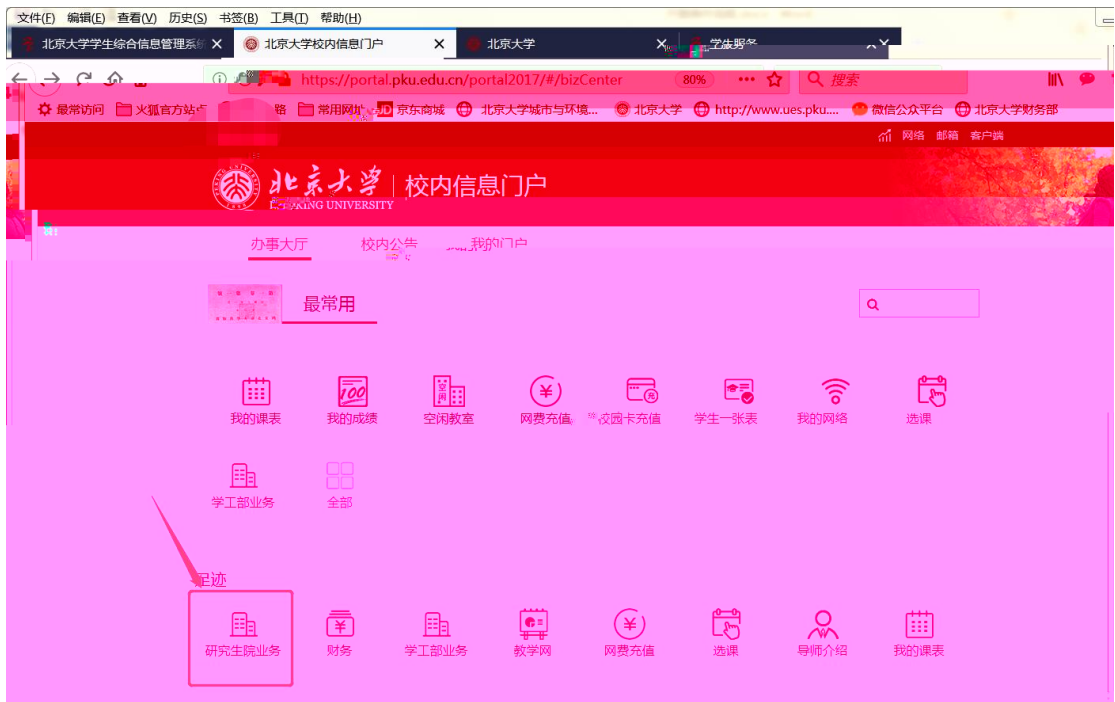 文件(F) 编辑(E) 查看(V) 历史(S) 书签(B) 工具(T) 帮助(H)
北京大学学生综合信息管理系统 北京大学校内信息门户 北京大学
https://portal.pku.edu.cn/portal2017/#/bizCenter 80% 搜索
最常访问 火狐官方站点 常用网址 京东商城 北京大学城市与环境... 北京大学 http://www.ues.pku.... 微信公众平台 北京大学财务部
网络 邮箱 客户端
北京大学 校内信息门户
PEKING UNIVERSITY
办事大厅 校内公告 我的门户
最常用
我的课表 我的成绩 空闲教室 网费充值 校园卡充值 学生一张表 我的网络 选课
学工部业务 全部
足迹
研究生院业务 财务 学工部业务 教学网 网费充值 选课 导师介绍 我的课表